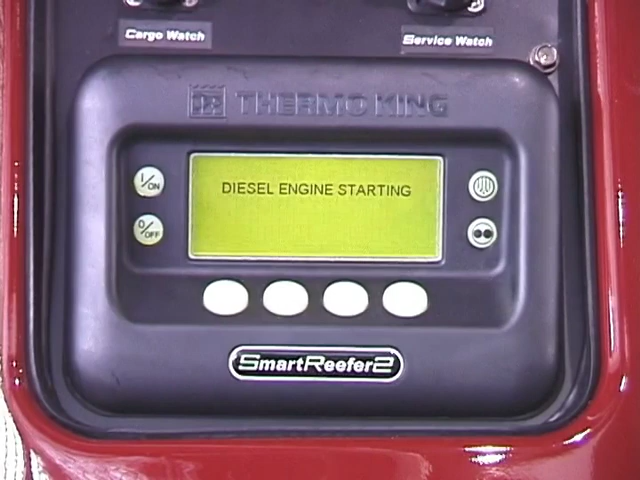 Cargo Watch
Service Watch
THERMO KING
I/ON
DIESEL ENGINE STARTING
O/OFF
SmartReefer2